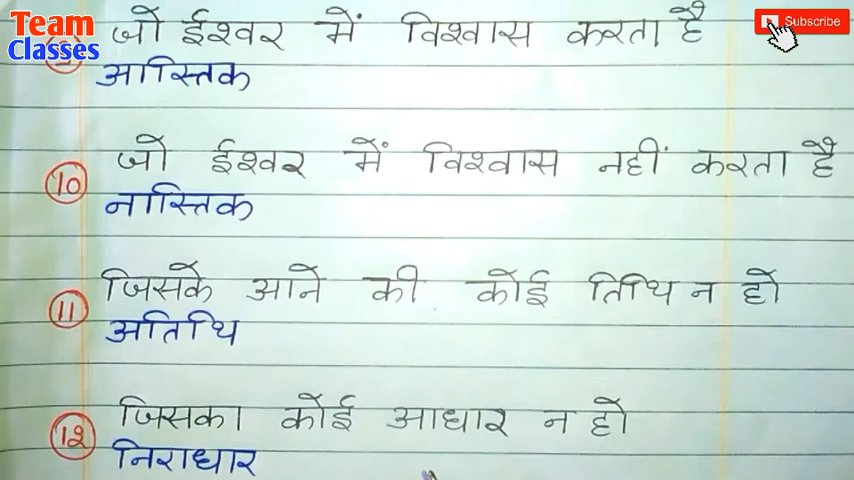 Team
Classes
Subscribe
जो ईश्वर में विश्वास करता है
आस्तिक
10 जो ईश्वर में विश्वास नहीं करता है
नास्तिक
11 जिसके आने की कोई तिथि न हो
अतिथि
12 जिसका कोई आधार न हो
निराधार